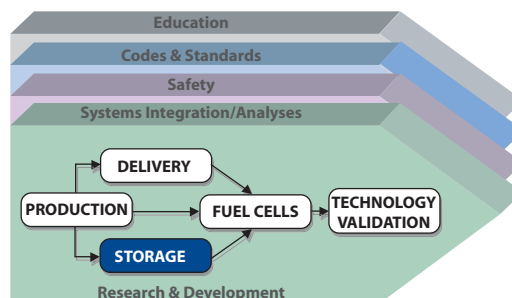 Education
Codes & Standards
Safety
Systems Integration/Analyses
DELIVERY
PRODUCTION
FUEL CELLS
TECHNOLOGY
VALIDATION
STORAGE
Research & Development